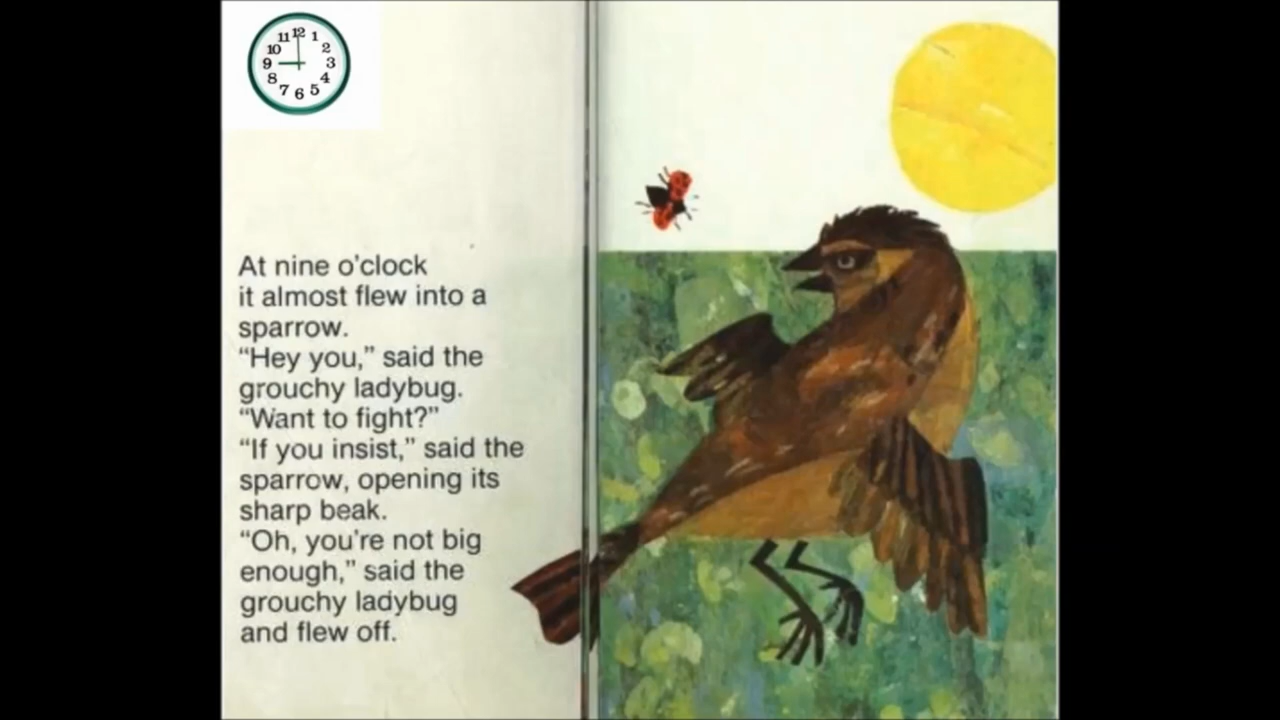 11 12 1
10 2
9 3
8 4
7 6 5
At nine o'clock
it almost flew into a
sparrow.
“Hey you,” said the
grouchy ladybug.
“Want to fight?”
“If you insist,” said the
sparrow, opening its
sharp beak.
“Oh, you're not big
enough,” said the
grouchy ladybug
and flew off.